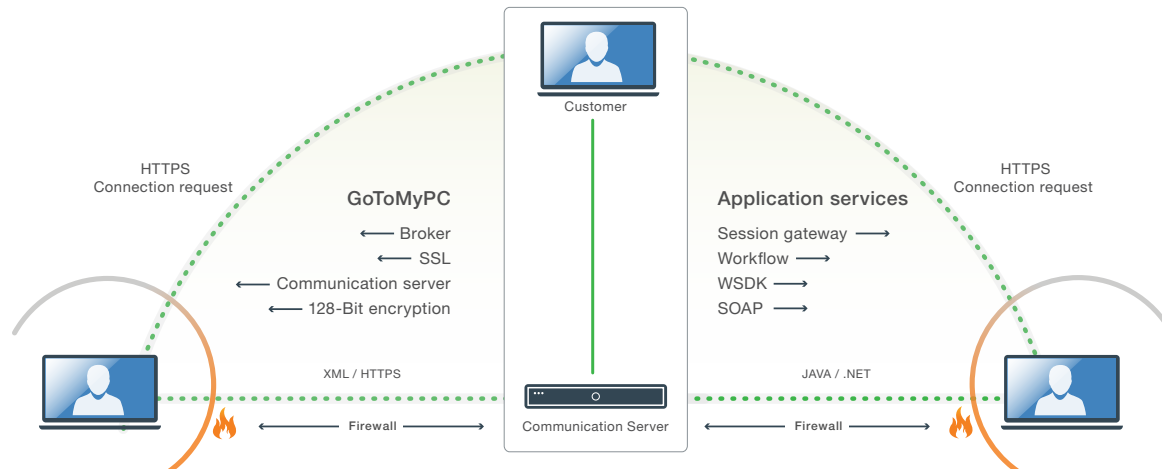 Customer
HTTPS
Connection request
HTTPS
Connection request
GoToMyPC
Broker
SSL
Communication server
128-Bit encryption
Application services
Session gateway
Workflow
WSDK
SOAP
XML / HTTPS
JAVA / .NET
Firewall
Communication Server
Firewall